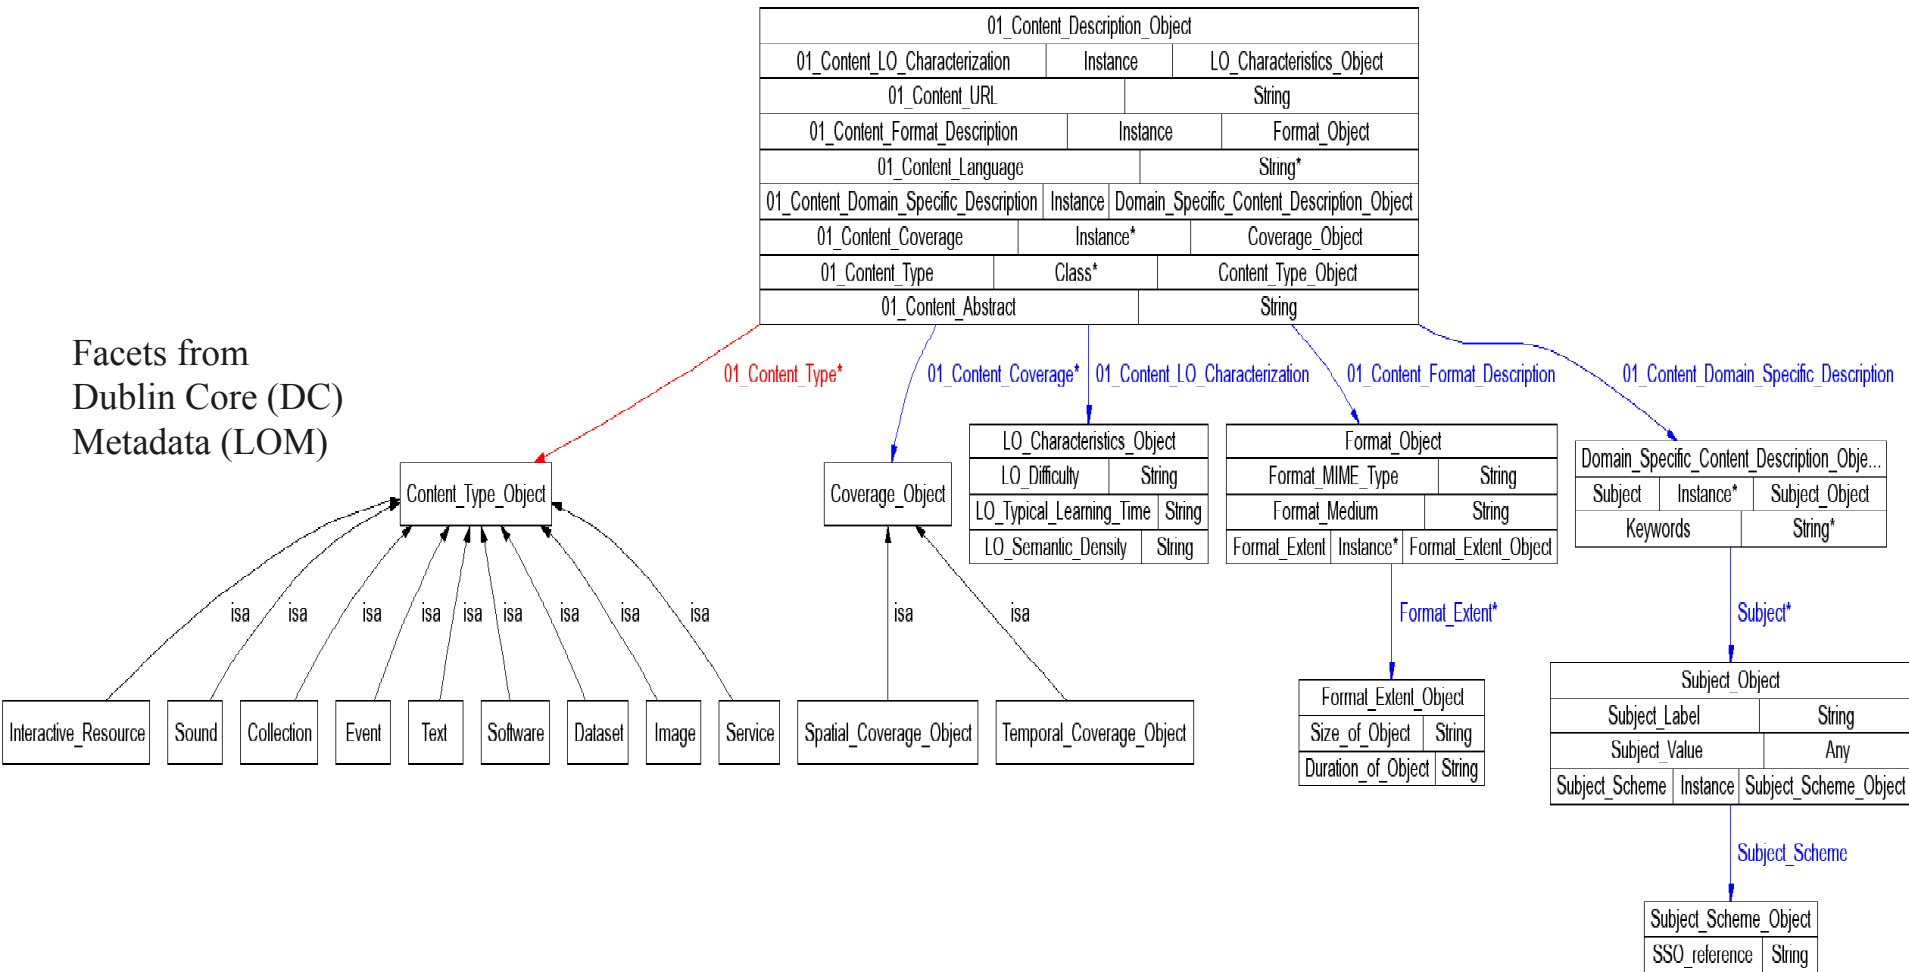 01_Content_Description_Object
01_Content_LO_Characterization Instance LO_Characteristics_Object
01_Content_URL String
01_Content_Format_Description Instance Format_Object
01_Content_Language String*
01_Content_Domain_Specific_Description Instance Domain_Specific_Content_Description_Object
01_Content_Coverage Instance* Coverage_Object
01_Content_Type Class* Content_Type_Object
01_Content_Abstract String
Facets from
Dublin Core (DC)
Metadata (LOM)
01_Content_Type* 01_Content_Coverage* 01_Content_LO_Characterization 01_Content_Format_Description 01_Content_Domain_Specific_Description
Content_Type_Object
Coverage_Object
LO_Characteristics_Object
LO_Difficulty String
LO_Typical_Learning_Time String
LO_Semantic_Density String
Format_Object
Format_MIME_Type String
Format_Medium String
Format_Extent Instance* Format_Extent_Object
Domain_Specific_Content_Description_Obje...
Subject Instance* Subject_Object
Keywords String*
isa isa isa isa isa isa isa isa isa isa isa
Format_Extent* Subject*
Interactive_Resource Sound Collection Event Text Software Dataset Image Service Spatial_Coverage_Object Temporal_Coverage_Object
Format_Extent_Object
Size_of_Object String
Duration_of_Object String
Subject_Object
Subject_Label String
Subject_Value Any
Subject_Scheme Instance Subject_Scheme_Object
Subject_Scheme
Subject_Scheme_Object
SSO_reference String